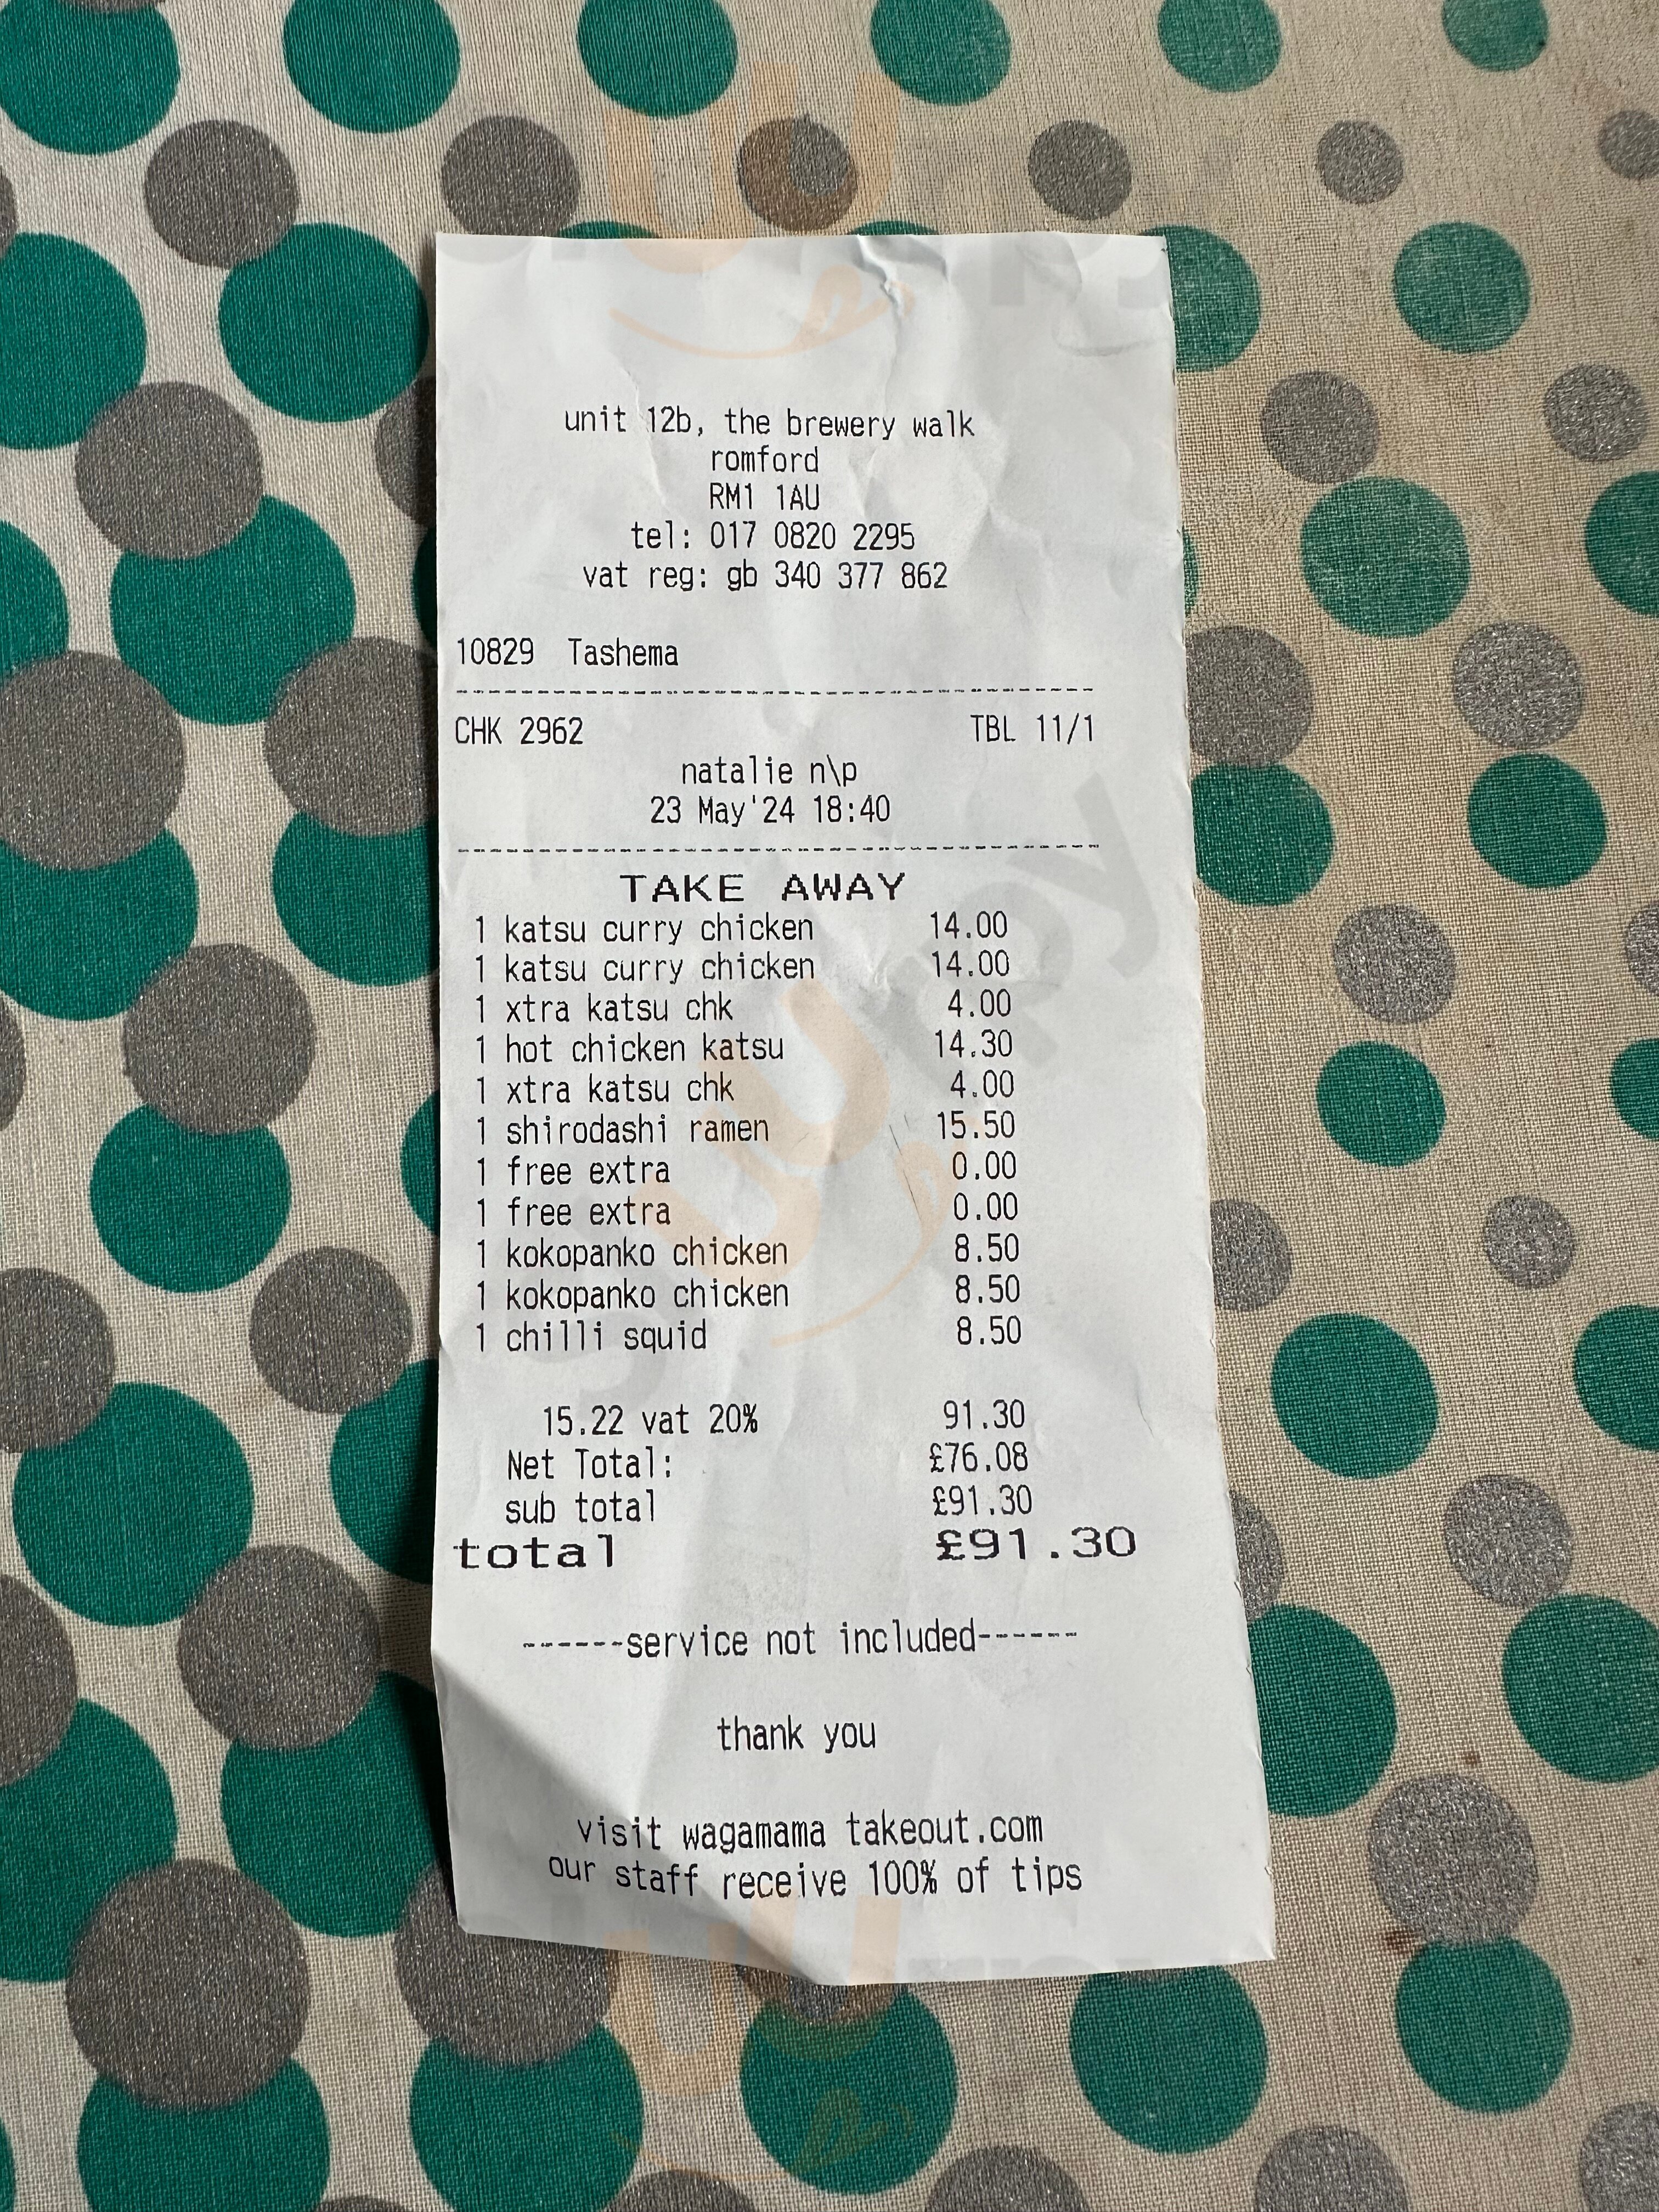 unit 12b, the brewery walk
romford
RM1 1AU
tel: 017 0820 2295
vat reg: gb 340 377 862
10829 Tashema
CHK 2962 TBL 11/1
natalie n\p
23 May'24 18:40
TAKE AWAY
1 katsu curry chicken 14.00
1 katsu curry chicken 14.00
1 xtra katsu chk 4.00
1 hot chicken katsu 14.30
1 xtra katsu chk 4.00
1 shirodashi ramen 15.50
1 free extra 0.00
1 free extra 0.00
1 kokopanko chicken 8.50
1 kokopanko chicken 8.50
1 chilli squid 8.50
15.22 vat 20% 91.30
Net Total: £76.08
sub total £91.30
total £91.30
------service not included------
thank you
visit wagamama takeout.com
our staff receive 100% of tips